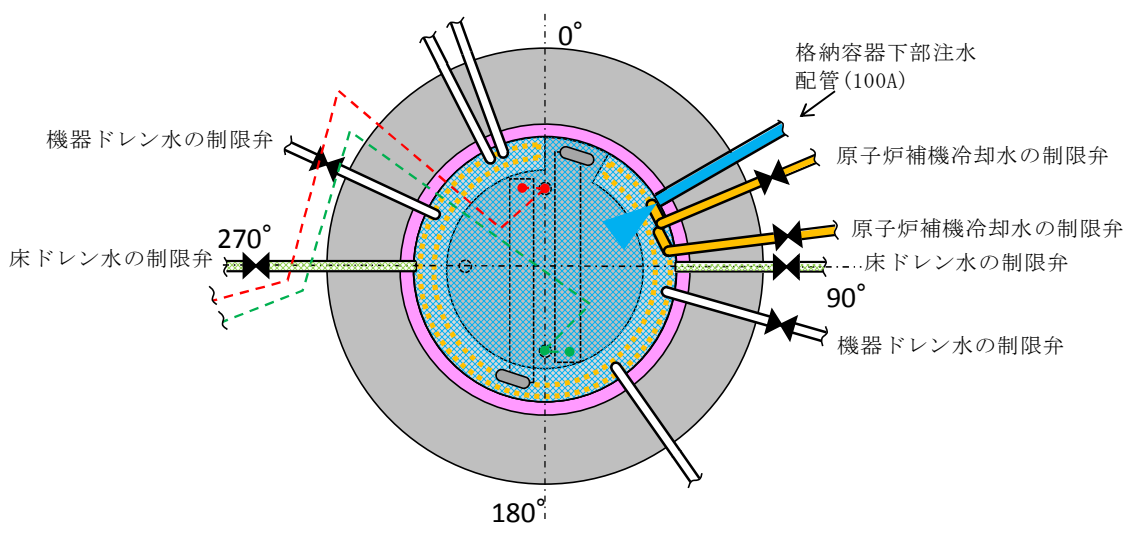 0°
格納容器下部注水
配管(100A)
機器ドレン水の制限弁
原子炉補機冷却水の制限弁
原子炉補機冷却水の制限弁
270°
床ドレン水の制限弁
床ドレン水の制限弁
90°
機器ドレン水の制限弁
180°